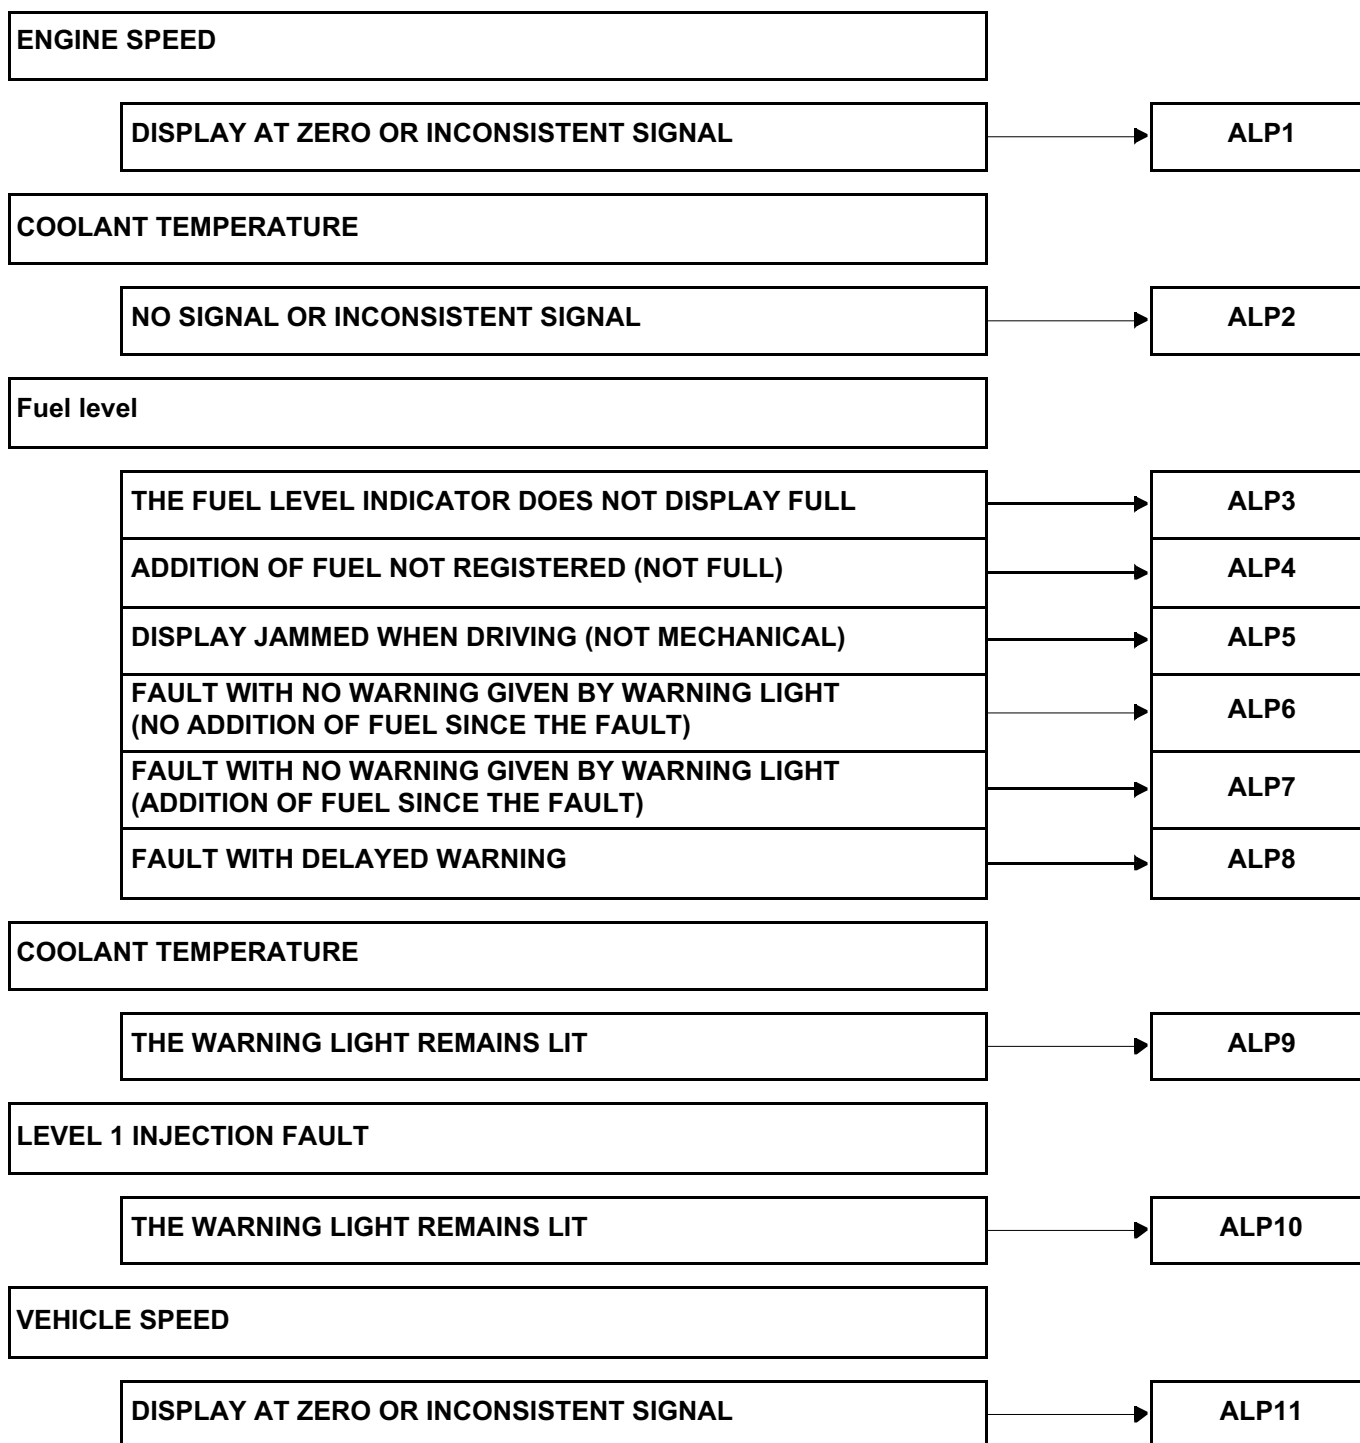 ENGINE SPEED
DISPLAY AT ZERO OR INCONSISTENT SIGNAL
ALP1
COOLANT TEMPERATURE
NO SIGNAL OR INCONSISTENT SIGNAL
ALP2
Fuel level
THE FUEL LEVEL INDICATOR DOES NOT DISPLAY FULL
ALP3
ADDITION OF FUEL NOT REGISTERED (NOT FULL)
ALP4
DISPLAY JAMMED WHEN DRIVING (NOT MECHANICAL)
ALP5
FAULT WITH NO WARNING GIVEN BY WARNING LIGHT
(NO ADDITION OF FUEL SINCE THE FAULT)
ALP6
FAULT WITH NO WARNING GIVEN BY WARNING LIGHT
(ADDITION OF FUEL SINCE THE FAULT)
ALP7
FAULT WITH DELAYED WARNING
ALP8
COOLANT TEMPERATURE
THE WARNING LIGHT REMAINS LIT
ALP9
LEVEL 1 INJECTION FAULT
THE WARNING LIGHT REMAINS LIT
ALP10
VEHICLE SPEED
DISPLAY AT ZERO OR INCONSISTENT SIGNAL
ALP11